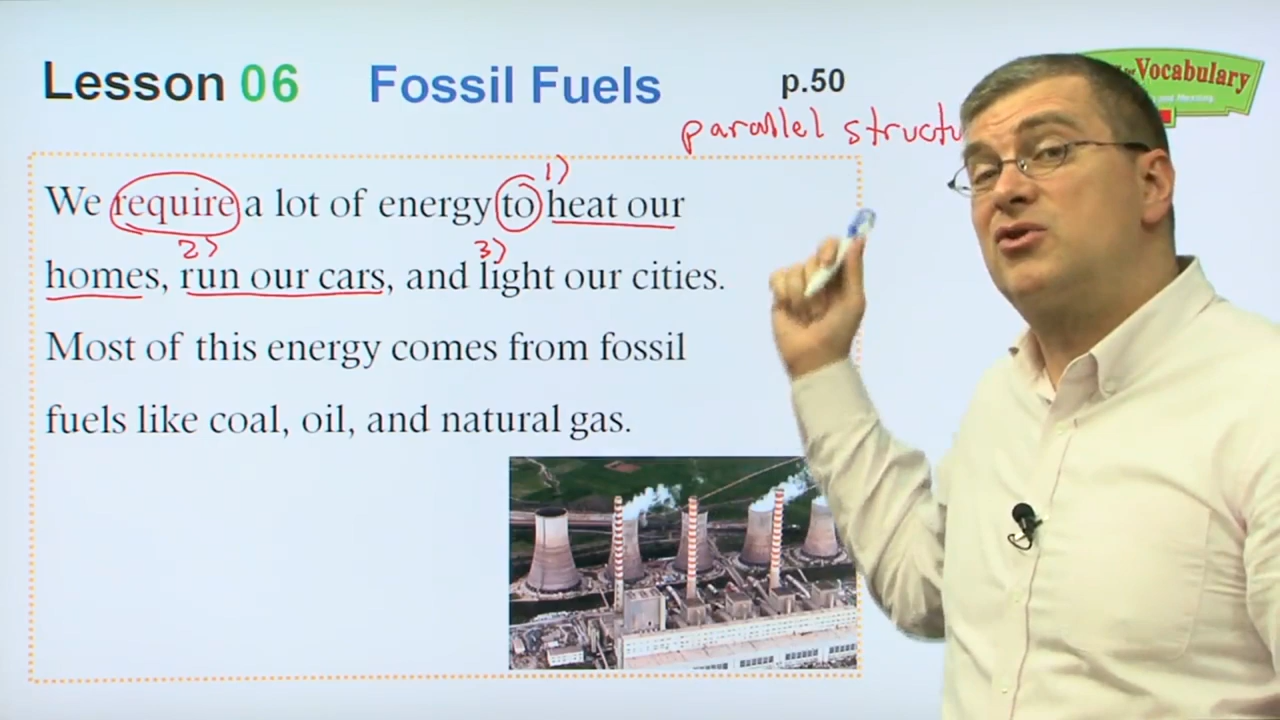 Lesson 06 Fossil Fuels p.50
Vocabulary
and Meaning
parallel
1)
We require a lot of energy to heat our
2) 3)
homes, run our cars, and light our cities.
Most of this energy comes from fossil
fuels like coal, oil, and natural gas.